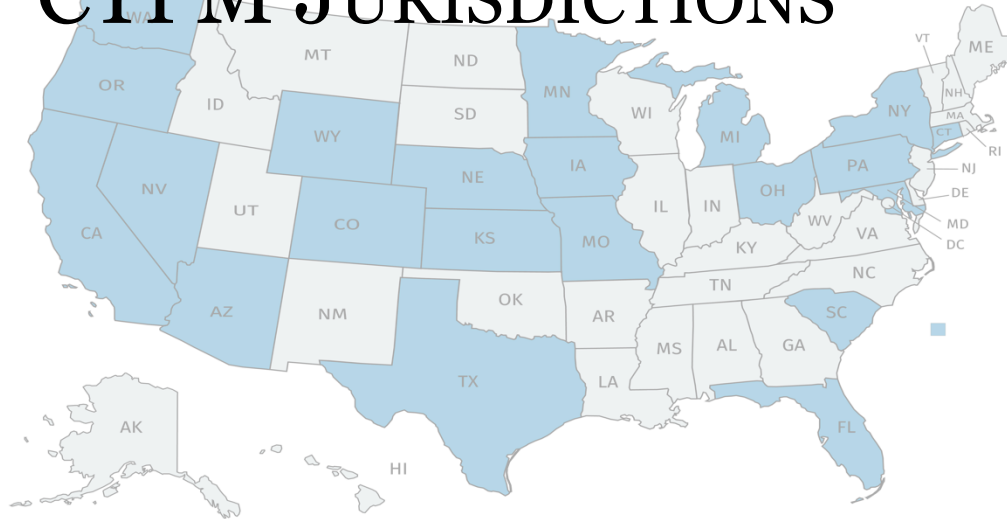 CTPM JURISDICTIONS
WA
VT
ME
MT
ND
OR
MN
ID
SD
WI
NH
NY
MA
WY
MI
CT
RI
IA
PA
NJ
NE
OH
NV
DE
UT
IL
IN
CO
WV
MD
CA
KS
MO
VA
DC
KY
NC
TN
OK
AZ
NM
AR
SC
MS
AL
GA
LA
TX
AK
FL
HI